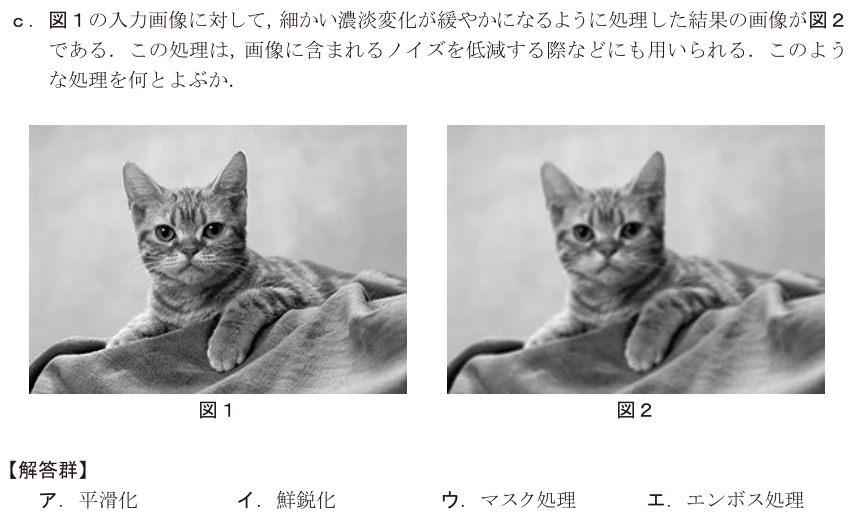 c．図1の入力画像に対して，細かい濃淡変化が緩やかになるように処理した結果の画像が図2
である．この処理は，画像に含まれるノイズを低減する際などにも用いられる．このよう
な処理を何とよぶか．
図1 図2
【解答群】
ア．平滑化 イ．鮮鋭化 ウ．マスク処理 エ．エンボス処理